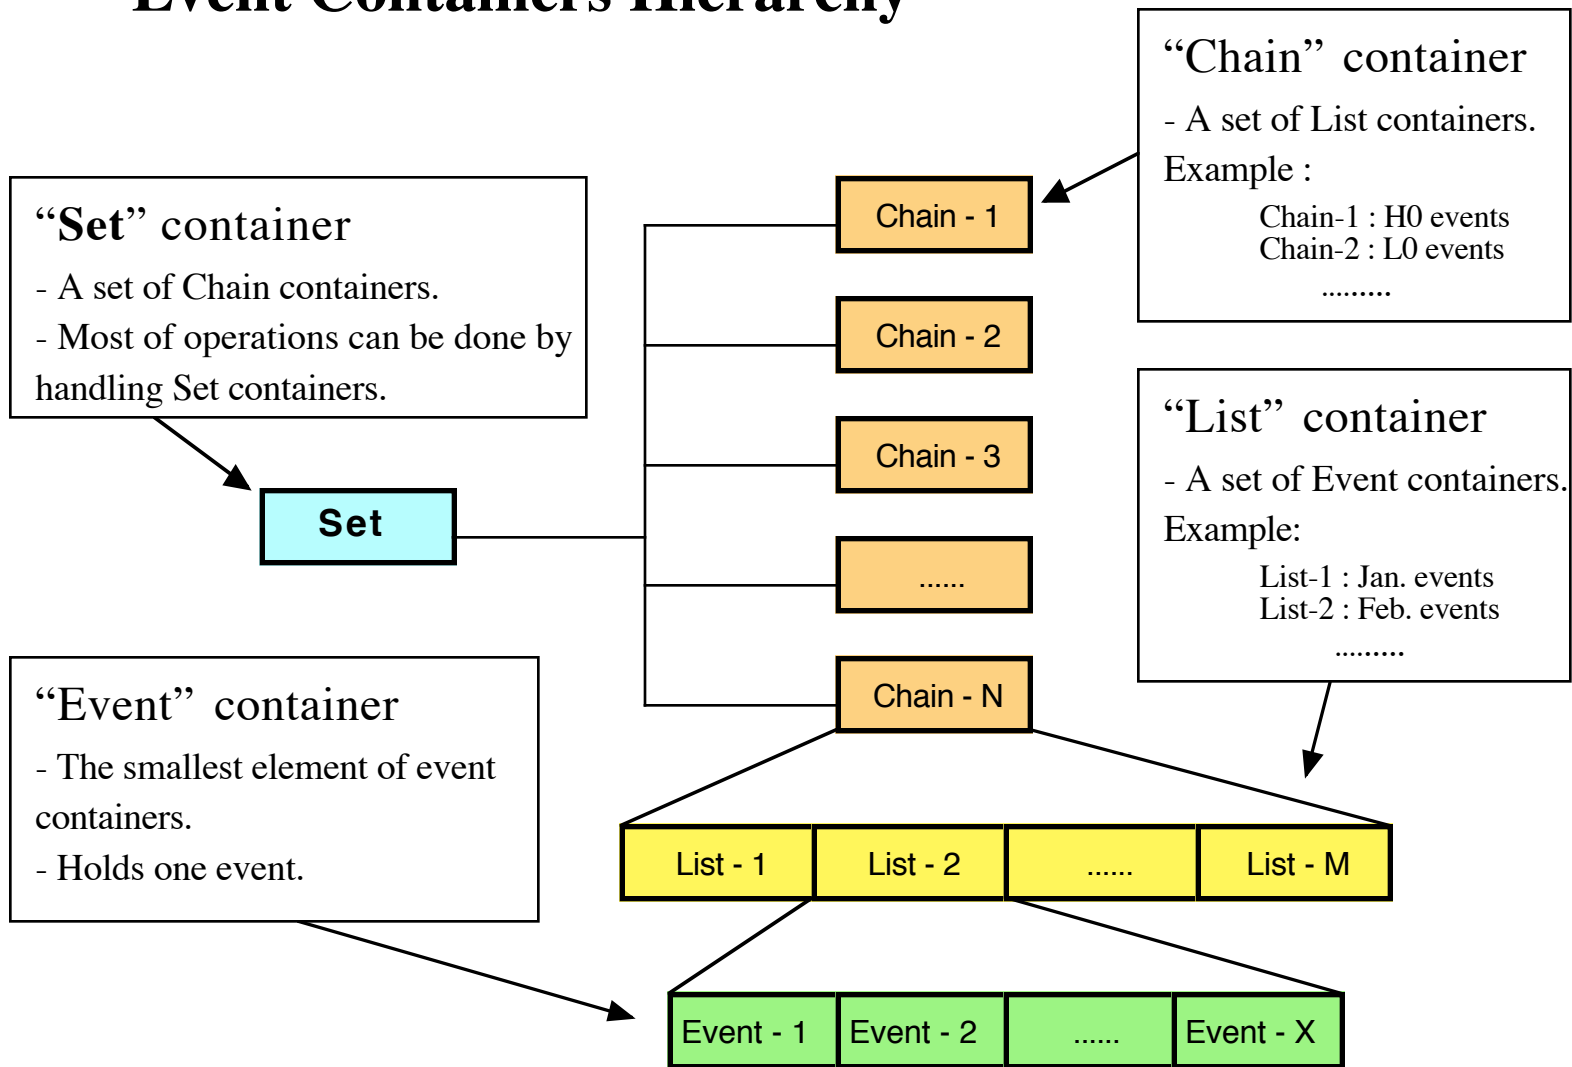 Event Containers Hierarchy
“Chain” container
- A set of List containers.
Example :
Chain-1 : H0 events
Chain-2 : L0 events
.........
“Set” container
- A set of Chain containers.
- Most of operations can be done by
handling Set containers.
Chain - 1
Chain - 2
Chain - 3
......
Chain - N
Set
“List” container
- A set of Event containers.
Example:
List-1 : Jan. events
List-2 : Feb. events
.........
“Event” container
- The smallest element of event
containers.
- Holds one event.
List - 1 List - 2 ...... List - M
Event - 1 Event - 2 ...... Event - X